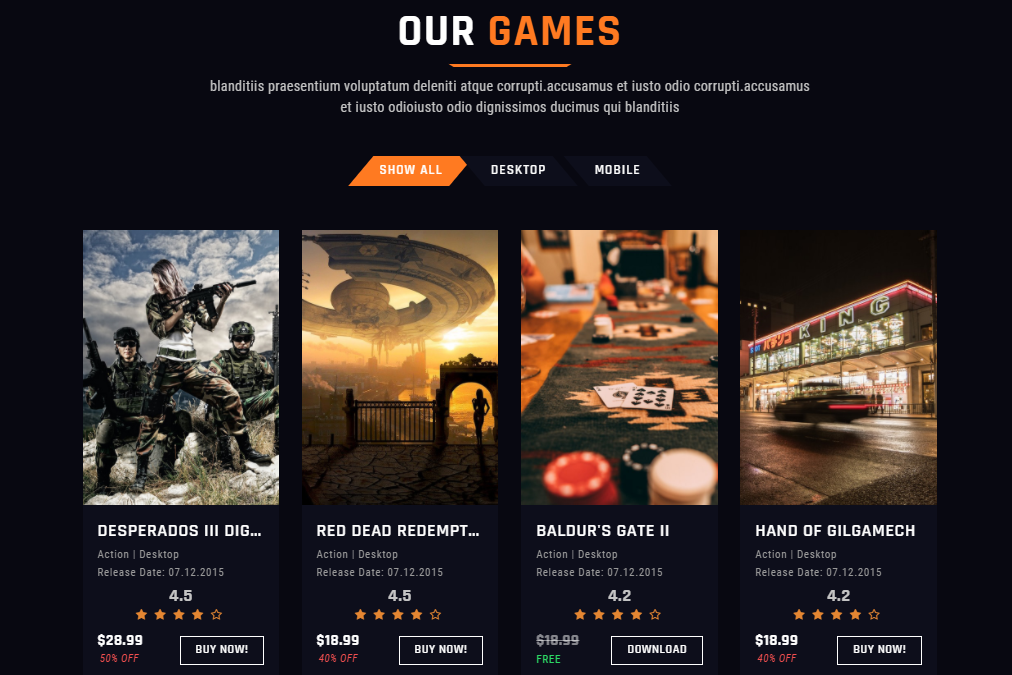 OUR GAMES
blanditiis praesentium voluptatum deleniti atque corrupti.accusamus et iusto odio corrupti.accusamus
et iusto odioiusto odio dignissimos ducimus qui blanditiis
SHOW ALL
DESKTOP
MOBILE
KING
DESPERADOS III DIG...
Action | Desktop
Release Date: 07.12.2015
4.5
$28.99
50% OFF
BUY NOW!
RED DEAD REDEMPT...
Action | Desktop
Release Date: 07.12.2015
4.5
$18.99
40% OFF
BUY NOW!
BALDUR'S GATE II
Action | Desktop
Release Date: 07.12.2015
4.2
$18.99
FREE
DOWNLOAD
HAND OF GILGAMECH
Action | Desktop
Release Date: 07.12.2015
4.2
$18.99
40% OFF
BUY NOW!